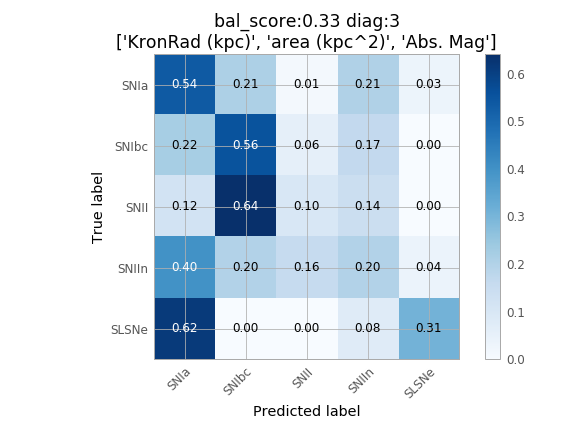 bal_score:0.33 diag:3
['KronRad (kpc)', 'area (kpc^2)', 'Abs. Mag']
True label
SNIa 0.54 0.21 0.01 0.21 0.03
SNIbc 0.22 0.56 0.06 0.17 0.00
SNII 0.12 0.64 0.10 0.14 0.00
SNIIn 0.40 0.20 0.16 0.20 0.04
SLSNe 0.62 0.00 0.00 0.08 0.31
SNIa SNIbc SNII SNIIn SLSNe
Predicted label
0.6
0.5
0.4
0.3
0.2
0.1
0.0